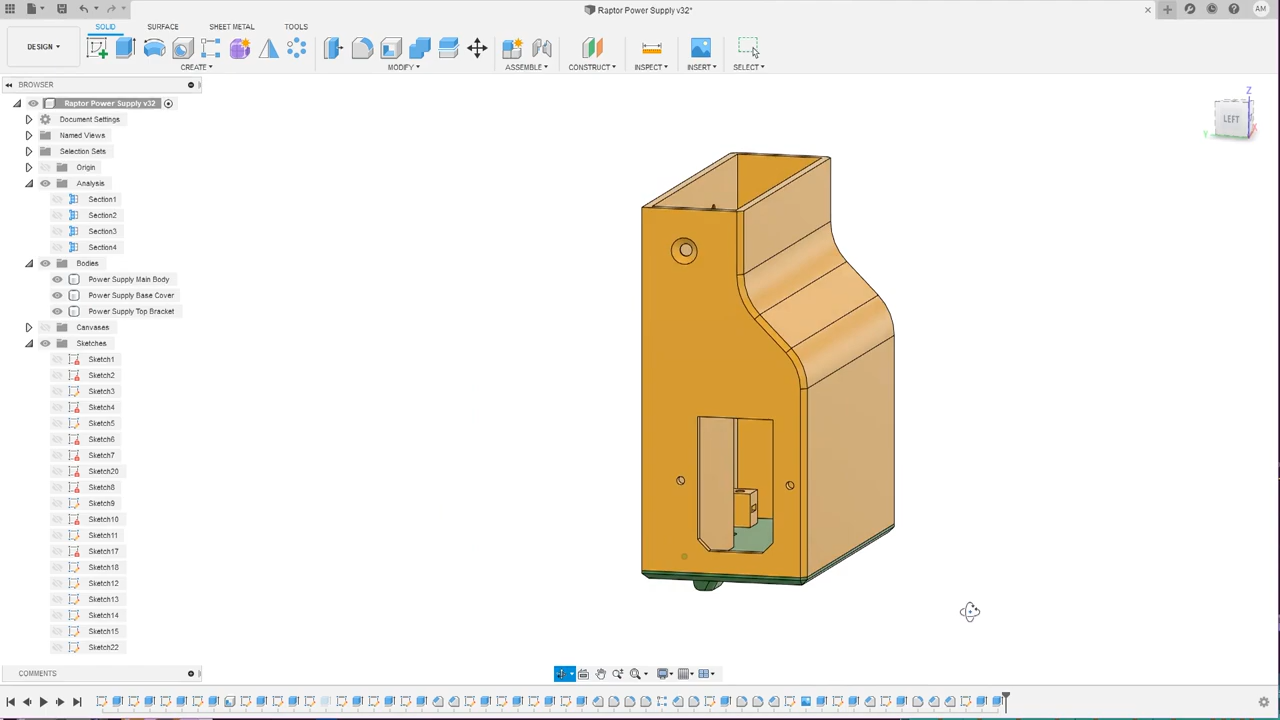 Raptor Power Supply v32*
AM
SOLID SURFACE SHEET METAL TOOLS
DESIGN
CREATE MODIFY ASSEMBLE CONSTRUCT INSPECT INSERT SELECT
BROWSER
Raptor Power Supply v32
Document Settings
Named Views
Selection Sets
Origin
Analysis
Section1
Section2
Section3
Section4
Bodies
Power Supply Main Body
Power Supply Base Cover
Power Supply Top Bracket
Canvases
Sketches
Sketch1
Sketch2
Sketch3
Sketch4
Sketch5
Sketch6
Sketch7
Sketch20
Sketch8
Sketch9
Sketch10
Sketch11
Sketch17
Sketch18
Sketch12
Sketch13
Sketch14
Sketch15
Sketch22
Z
LEFT
Y
X
COMMENTS